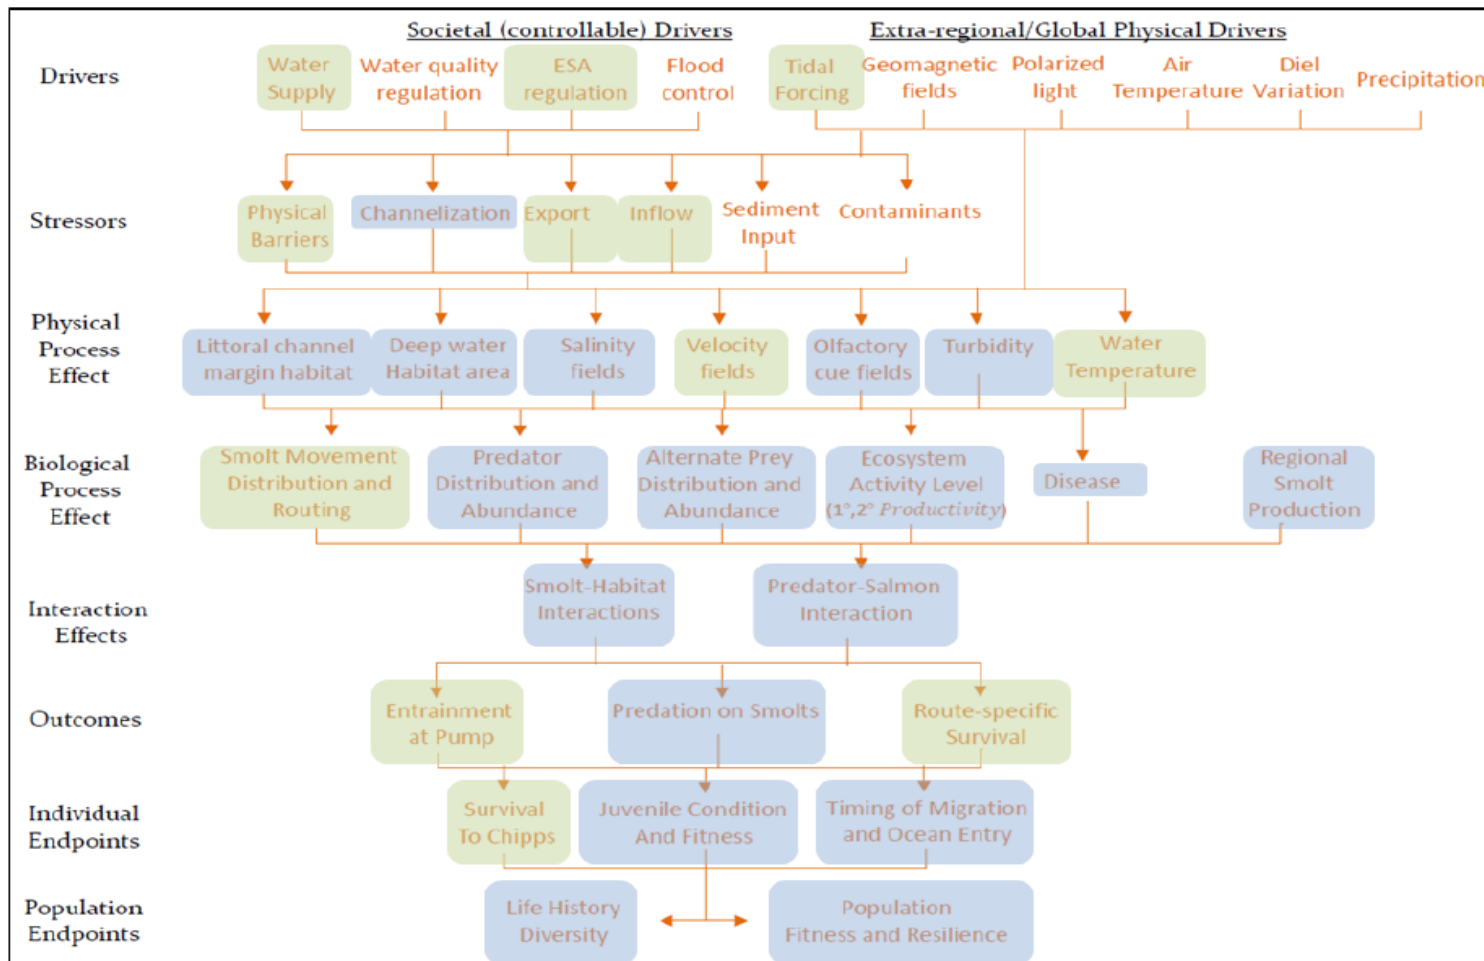 Societal (controllable) Drivers
Extra-regional/Global Physical Drivers
Drivers
Water
Supply
Water quality
regulation
ESA
regulation
Flood
control
Tidal
Forcing
Geomagnetic
fields
Polarized
light
Air
Temperature
Diel
Variation
Precipitation
Stressors
Physical
Barriers
Channelization
Export
Inflow
Sediment
Input
Contaminants
Physical
Process
Effect
Littoral channel
margin habitat
Deep water
Habitat area
Salinity
fields
Velocity
fields
Olfactory
cue fields
Turbidity
Water
Temperature
Biological
Process
Effect
Smolt Movement
Distribution and
Routing
Predator
Distribution and
Abundance
Alternate Prey
Distribution and
Abundance
Ecosystem
Activity Level
(1°,2° Productivity)
Disease
Regional
Smolt
Production
Interaction
Effects
Smolt-Habitat
Interactions
Predator-Salmon
Interaction
Outcomes
Entrainment
at Pump
Predation on Smolts
Route-specific
Survival
Individual
Endpoints
Survival
To Chipps
Juvenile Condition
And Fitness
Timing of Migration
and Ocean Entry
Population
Endpoints
Life History
Diversity
Population
Fitness and Resilience